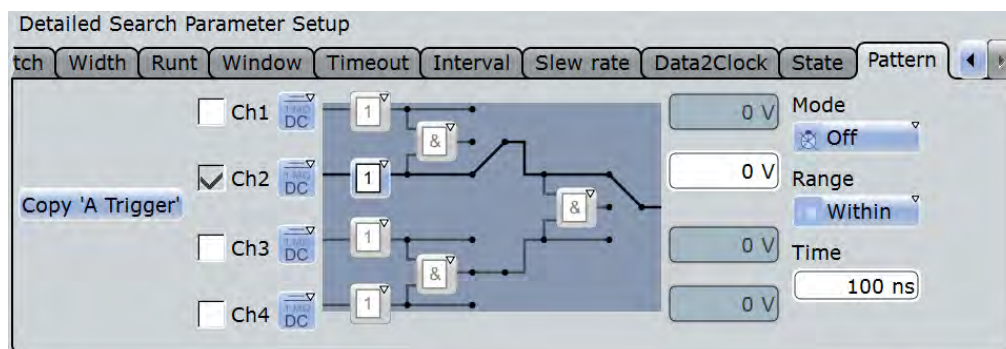 Detailed Search Parameter Setup
tch Width Runt Window Timeout Interval Slew rate Data2Clock State Pattern
Ch1 DC 1 0 V Mode
& Off
Ch2 DC 1 0 V Range
Copy 'A Trigger' & Within
Ch3 DC 1 0 V Time
& 100 ns
Ch4 DC 1 0 V